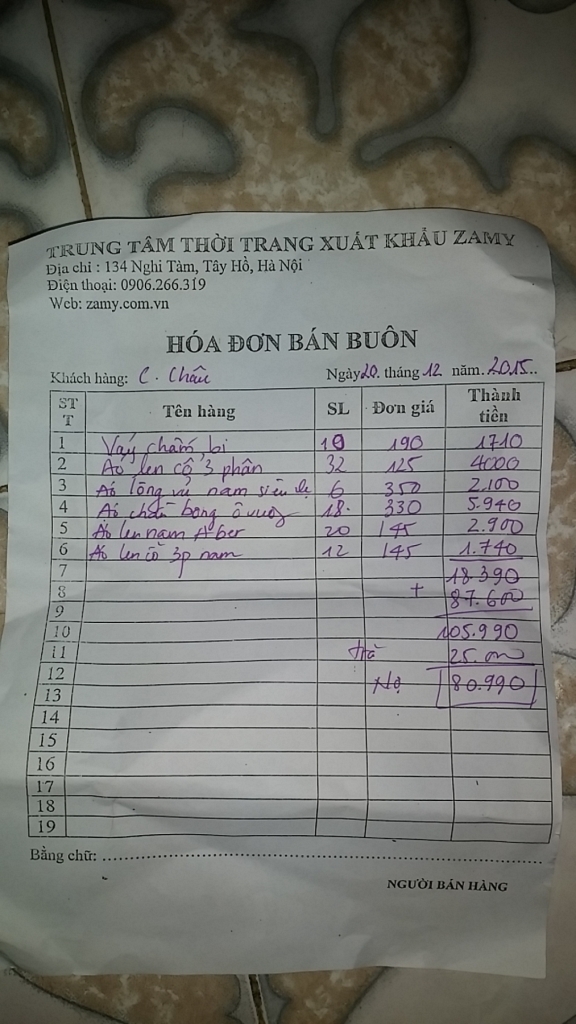 TRUNG TÂM THỜI TRANG XUẤT KHẨU ZAMY
Địa chỉ : 134 Nghi Tàm, Tây Hồ, Hà Nội
Điện thoại: 0906.266.319
Web: zamy.com.vn
HÓA ĐƠN BÁN BUÔN
Khách hàng: C. Châu Ngày 20. tháng 12 năm. 2015..
STT Tên hàng SL Đơn giá Thành tiền
1 Váy chấm bi 190 1710
2 Áo len cổ 3 phân 32 125 4000
3 Áo lông vũ nam siêu nhẹ 6 350 2.100
4 Áo bông ô vuông 18. 330 5.940
5 Áo len nam Aber 20 145 2.900
6 Áo len cổ 3p nam 12 145 1.740
7 18.390
8 + 87.600
9
10 105.990
11 trả 25.000
12 Nợ 80.990
13
14
15
16
17
18
19
Bằng chữ: ..........
NGƯỜI BÁN HÀNG